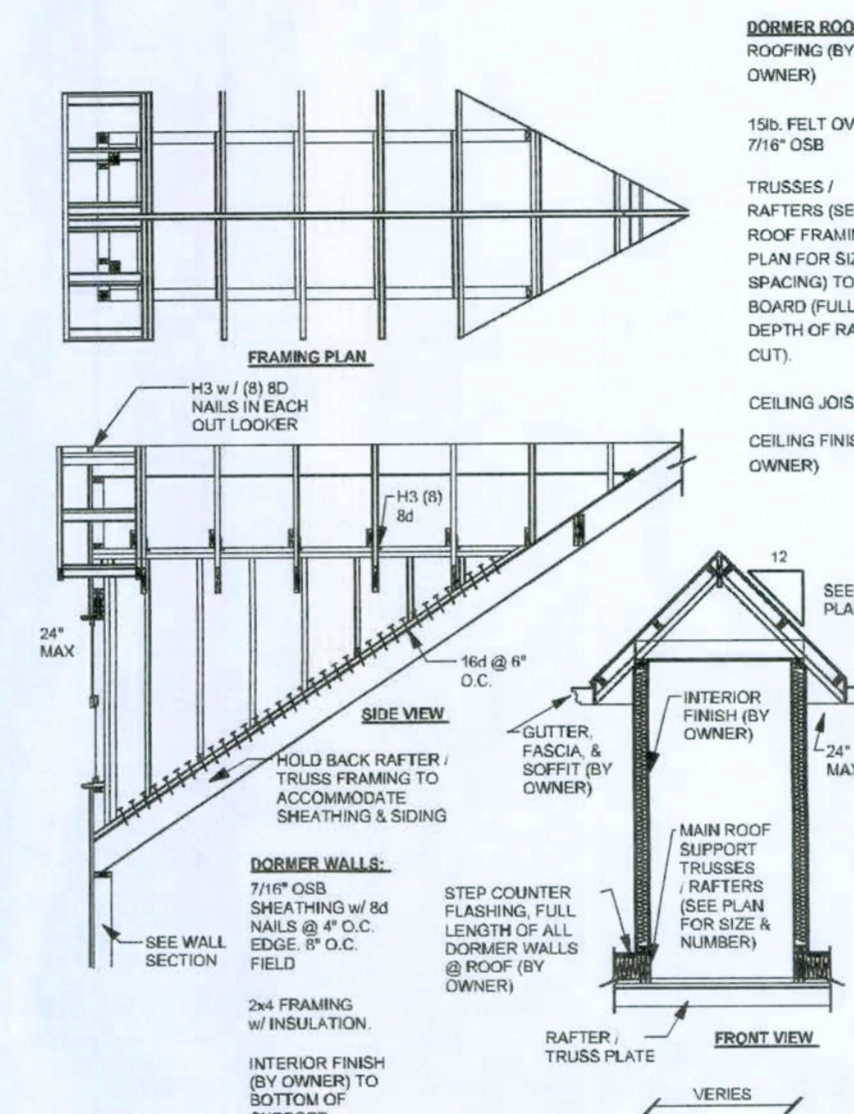 DORMER ROO
ROOFING (BY
OWNER)
15lb. FELT OV
7/16" OSB
TRUSSES /
RAFTERS (SE
ROOF FRAMIN
PLAN FOR SIZ
SPACING) TO
BOARD (FULL
DEPTH OF RA
CUT).
CEILING JOIS
CEILING FINIS
OWNER)
FRAMING PLAN
H3 w / (8) 8D
NAILS IN EACH
OUT LOOKER
H3 (8)
8d
24"
MAX
16d @ 6"
O.C.
SIDE VIEW
HOLD BACK RAFTER /
TRUSS FRAMING TO
ACCOMMODATE
SHEATHING & SIDING
SEE WALL
SECTION
DORMER WALLS:
7/16" OSB
SHEATHING w/ 8d
NAILS @ 4" O.C.
EDGE, 8" O.C.
FIELD
2x4 FRAMING
w/ INSULATION.
INTERIOR FINISH
(BY OWNER) TO
BOTTOM OF
12
SEE
PLA
GUTTER,
FASCIA, &
SOFFIT (BY
OWNER)
INTERIOR
FINISH (BY
OWNER)
24"
MAX
MAIN ROOF
SUPPORT
TRUSSES
/ RAFTERS
(SEE PLAN
FOR SIZE &
NUMBER)
STEP COUNTER
FLASHING, FULL
LENGTH OF ALL
DORMER WALLS
@ ROOF (BY
OWNER)
RAFTER /
TRUSS PLATE
FRONT VIEW
VERIES